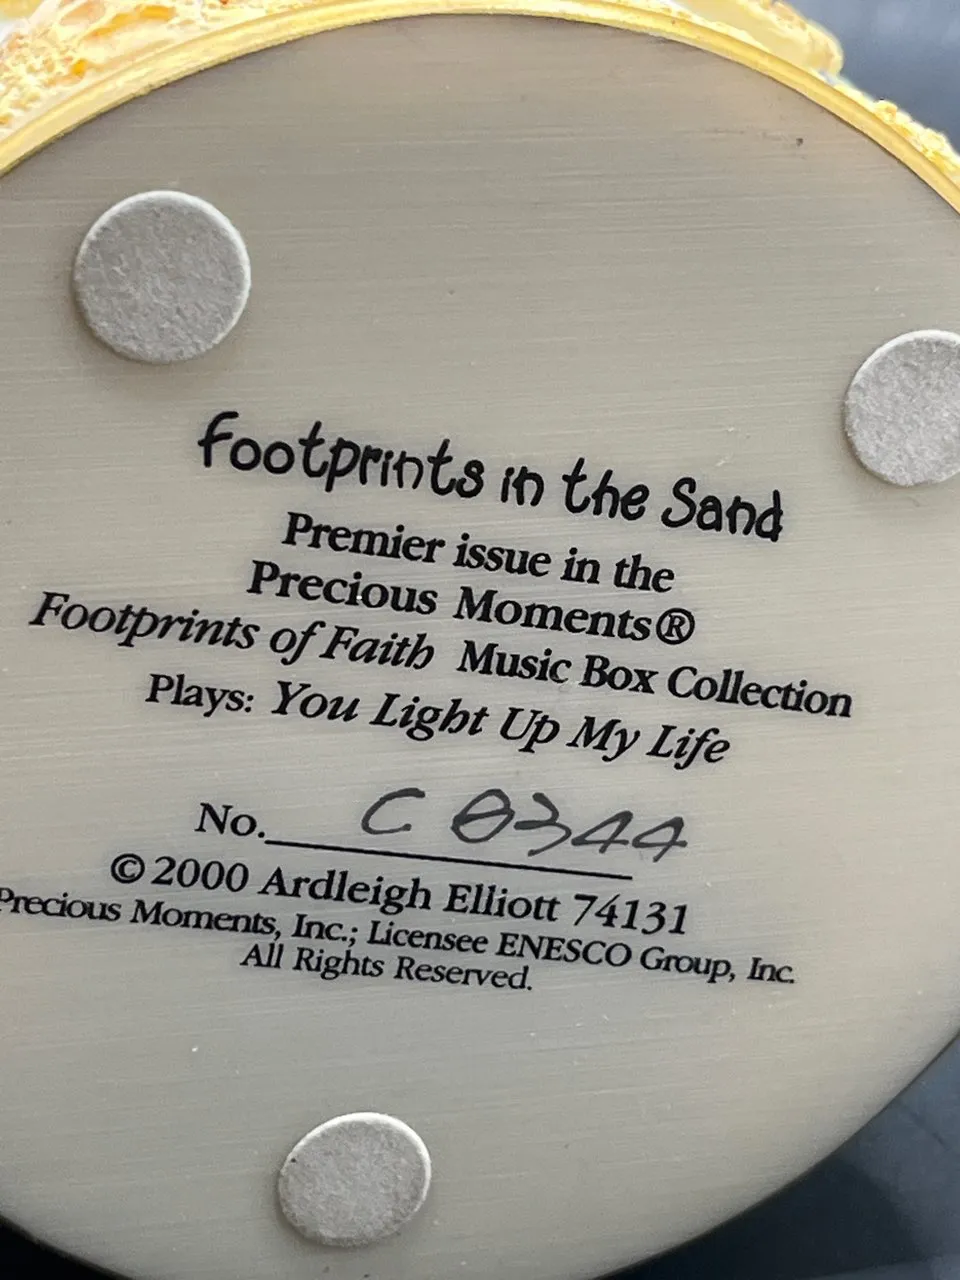 footprints in the Sand
Premier issue in the
Precious Moments®
Footprints of Faith Music Box Collection
Plays: You Light Up My Life
No. C 8344
© 2000 Ardleigh Elliott 74131
Precious Moments, Inc.; Licensee ENESCO Group, Inc.
All Rights Reserved.